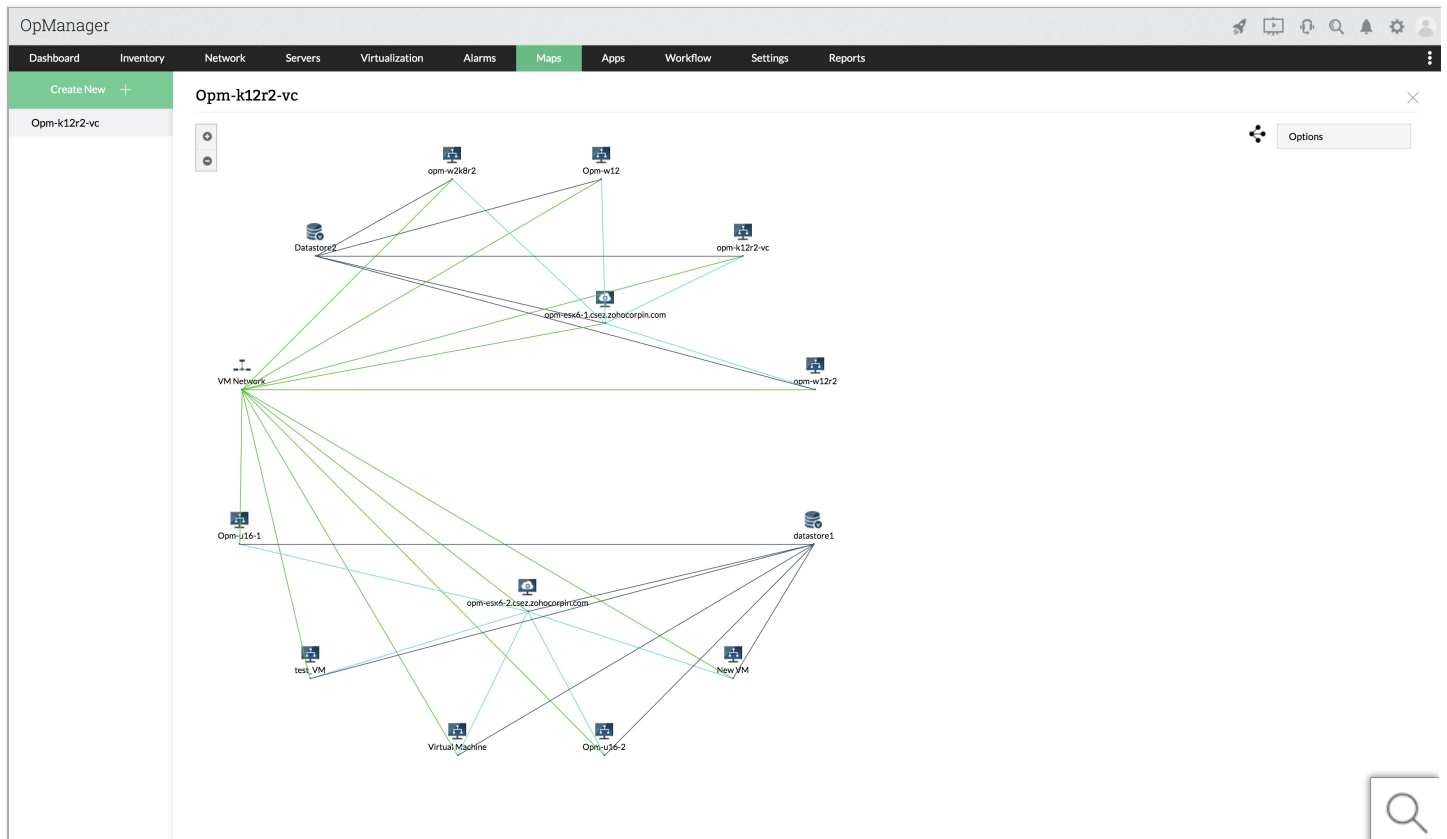 OpManager
Dashboard Inventory Network Servers Virtualization Alarms Maps Apps Workflow Settings Reports
Create New
Opm-k12r2-vc
Opm-k12r2-vc
Options
opm-w2k8r2
Opm-w12
Datastore2
opm-k12r2-vc
opm-esx6-1.csez.zohocorpin.com
VM Network
opm-w12r2
Opm-u16-1
datastore1
opm-esx6-2.csez.zohocorpin.com
test_VM
New VM
Virtual Machine
Opm-u16-2